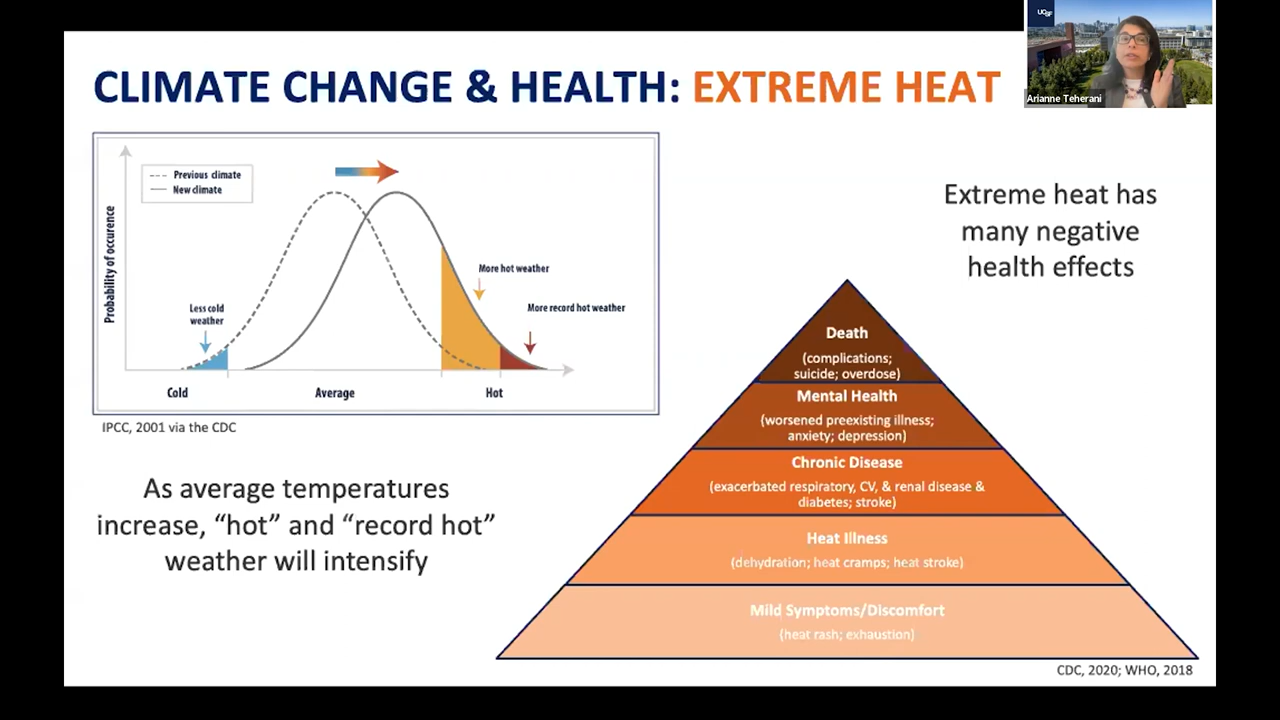 CLIMATE CHANGE & HEALTH: EXTREME HEAT
UCSF
Arianne Teherani
Previous climate
New climate
Probability of occurence
Less cold
weather
More hot weather
More record hot weather
Cold
Average
Hot
IPCC, 2001 via the CDC
As average temperatures
increase, “hot” and “record hot”
weather will intensify
Extreme heat has
many negative
health effects
Death
(complications;
suicide; overdose)
Mental Health
(worsened preexisting illness;
anxiety; depression)
Chronic Disease
(exacerbated respiratory, CV, & renal disease &
diabetes; stroke)
Heat Illness
(dehydration; heat cramps; heat stroke)
Mild Symptoms/Discomfort
(heat rash; exhaustion)
CDC, 2020; WHO, 2018